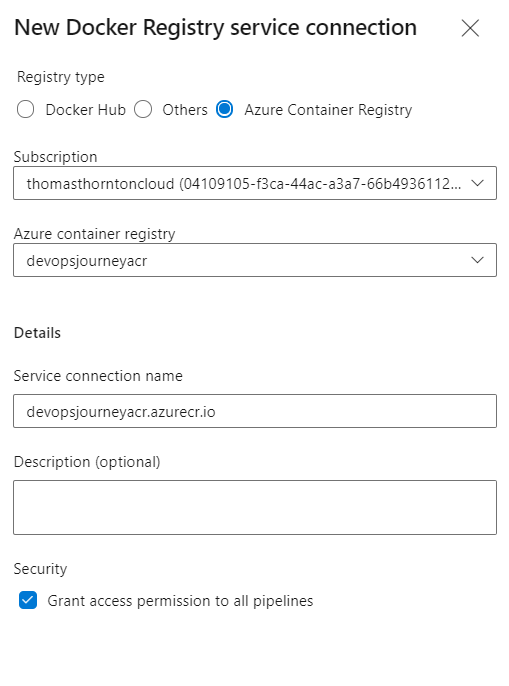 New Docker Registry service connection
Registry type
Docker Hub Others Azure Container Registry
Subscription
thomasthorntoncloud (04109105-f3ca-44ac-a3a7-66b4936112...
Azure container registry
devopsjourneyacr
Details
Service connection name
devopsjourneyacr.azurecr.io
Description (optional)
Security
Grant access permission to all pipelines